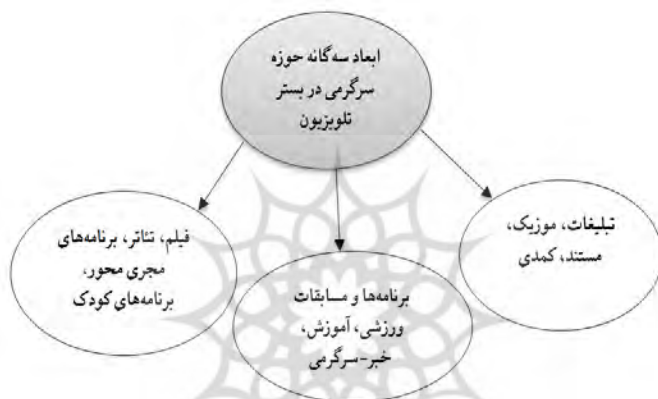 ابعاد سه‌گانه حوزه
سرگرمی در بستر
تلویزیون
تبلیغات، موزیک،
مستند، کمدی
برنامه‌ها و مسابقات
ورزشی، آموزش،
خبر-سرگرمی
فیلم، تئاتر، برنامه‌های
مجری محور،
برنامه‌های کودک